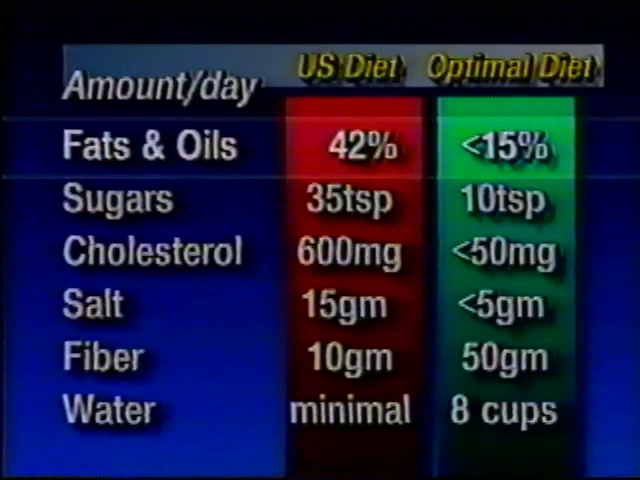 Amount/day US Diet Optimal Diet
Fats & Oils 42% <15%
Sugars 35tsp 10tsp
Cholesterol 600mg <50mg
Salt 15gm <5gm
Fiber 10gm 50gm
Water minimal 8 cups